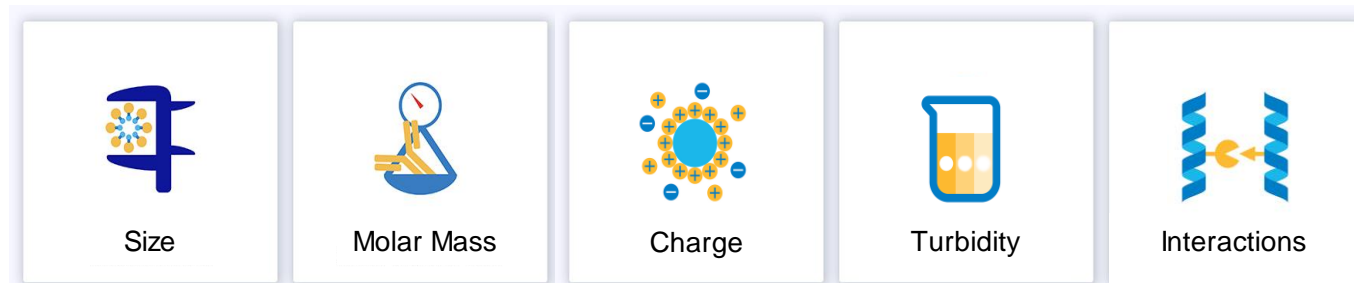 Size
Molar Mass
Charge
Turbidity
Interactions